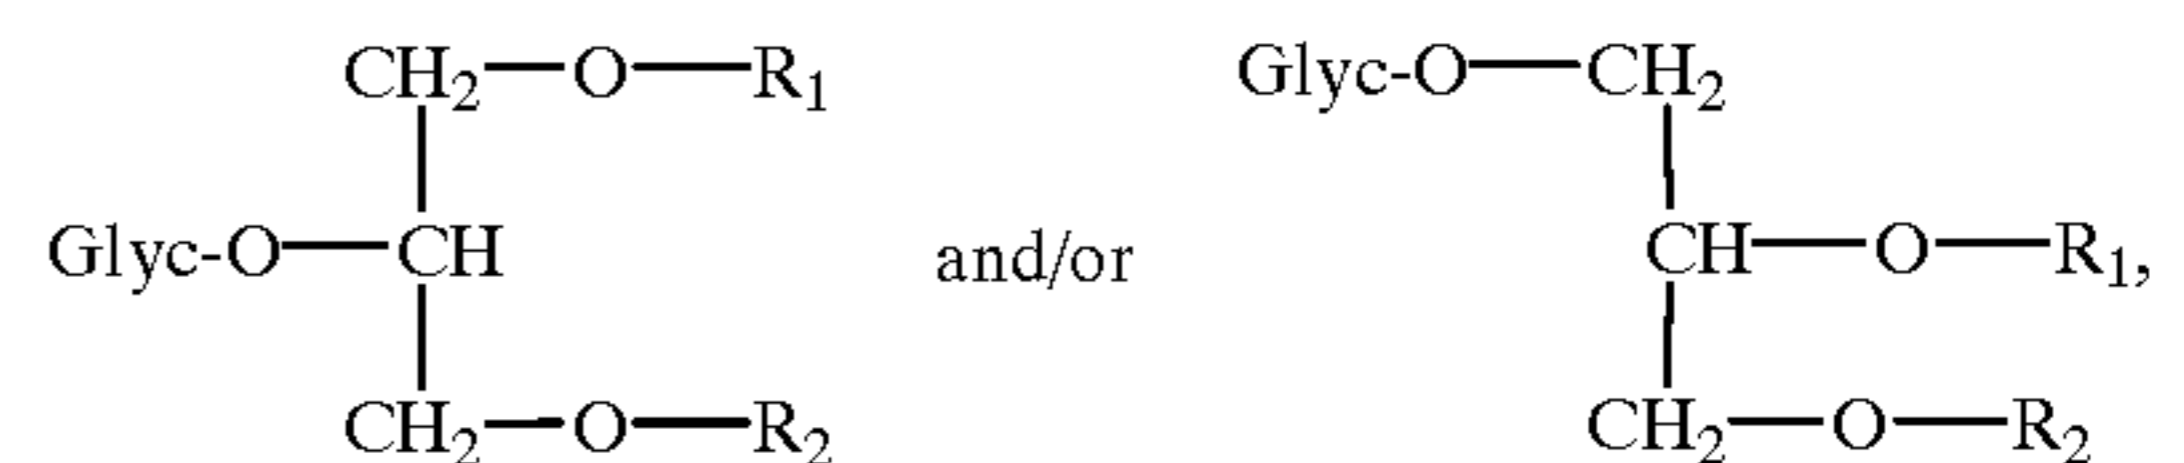 CH₂—O—R₁ Glyc-O—CH₂
Glyc-O—CH and/or CH—O—R₁,
CH₂—O—R₂ CH₂—O—R₂